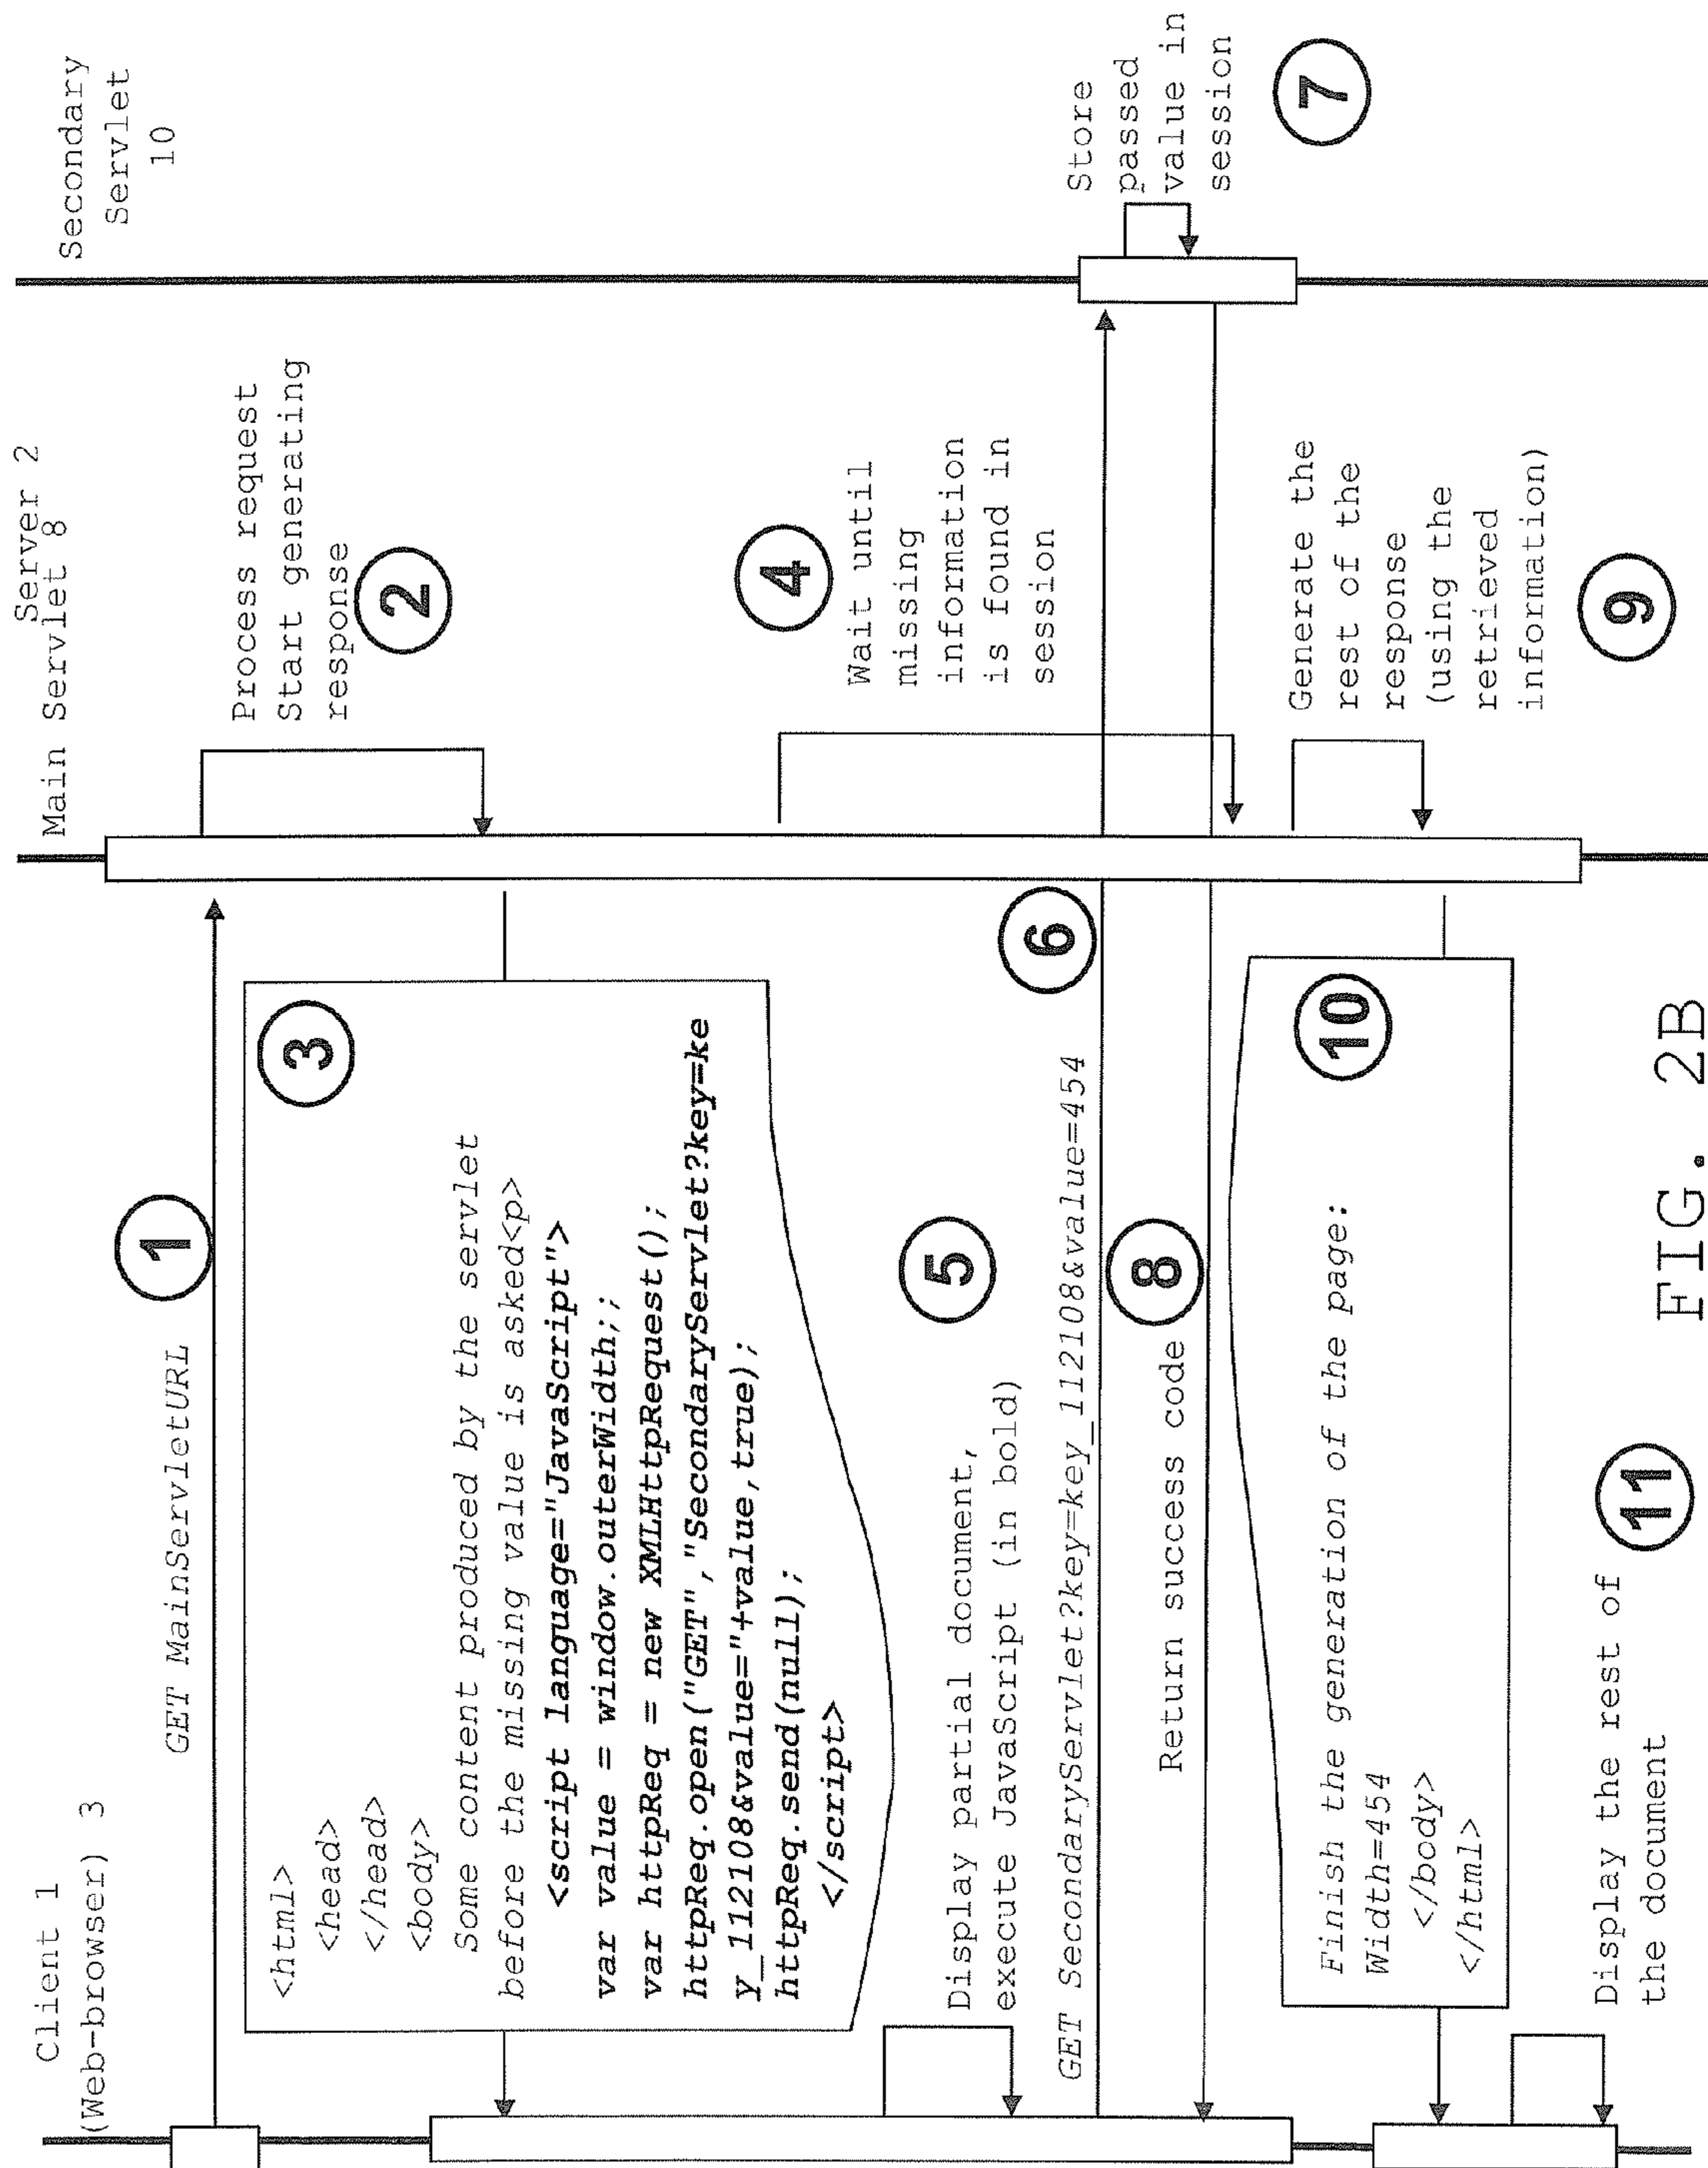 Client 1
(Web-browser) 3
Server 2
Main Servlet 8
Secondary
Servlet
10
GET MainServletURL
1
Process request
Start generating
response
2
3
<html>
<head>
</head>
<body>
Some content produced by the servlet
before the missing value is asked<p>
<script language="JavaScript">
var value = window.outerWidth;;
var httpReq = new XMLHttpRequest();
httpReq.open("GET","SecondaryServlet?key=ke
y_112108&value="+value,true);
httpReq.send(null);
</script>
4
Wait until
missing
information
is found in
session
5
Display partial document,
execute JavaScript (in bold)
6
GET SecondaryServlet?key=key_112108&value=454
Store
passed
value in
session
7
8
Return success code
Generate the
rest of the
response
(using the
retrieved
information)
9
10
Finish the generation of the page:
Width=454
</body>
</html>
11
Display the rest of
the document
FIG. 2B